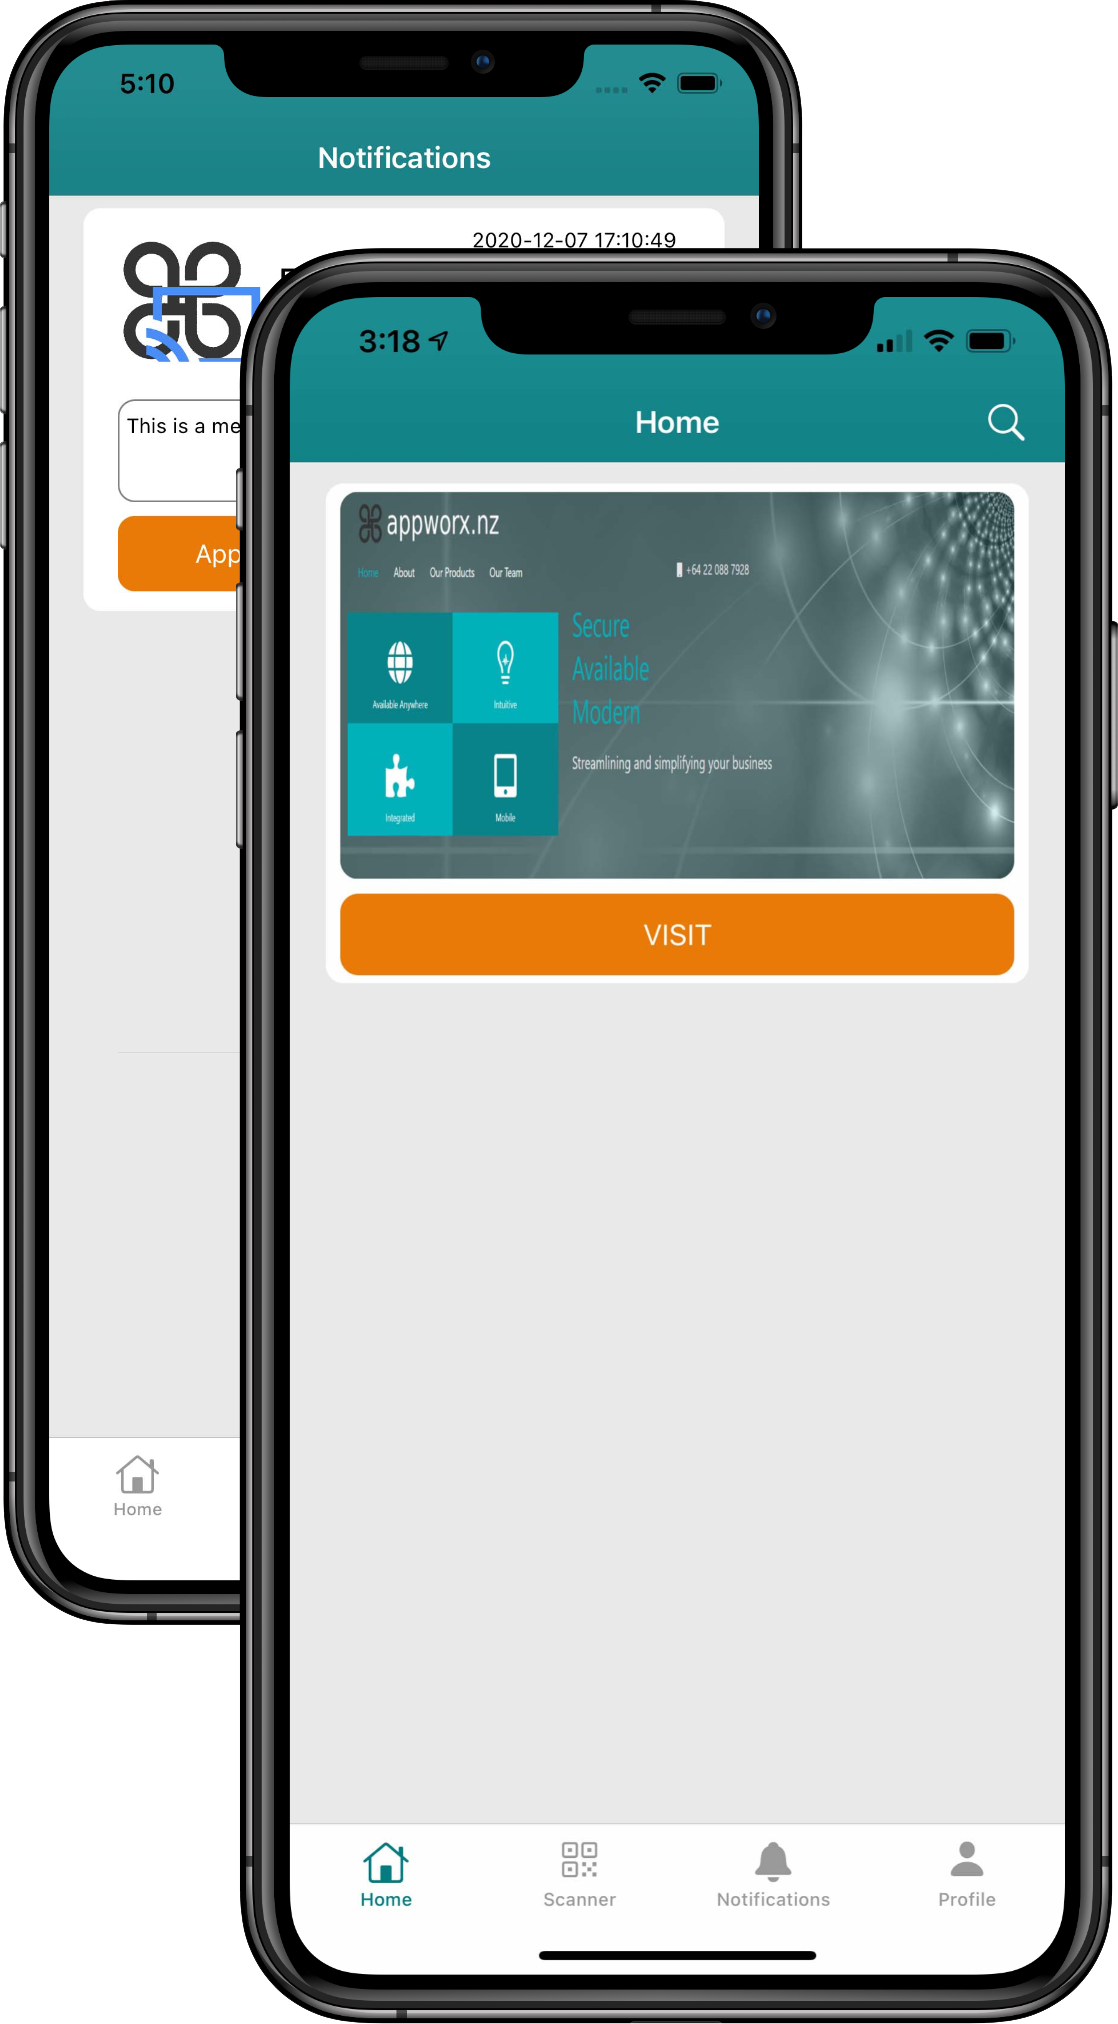 5:10
Notifications
2020-12-07 17:10:49
This is a me
App
Home
3:18
Home
appworx.nz
Home About Our Products Our Team
+64 22 088 7928
Secure
Available
Modern
Streamlining and simplifying your business
Available Anywhere
Intuitive
Integrated
Mobile
VISIT
Home
Scanner
Notifications
Profile